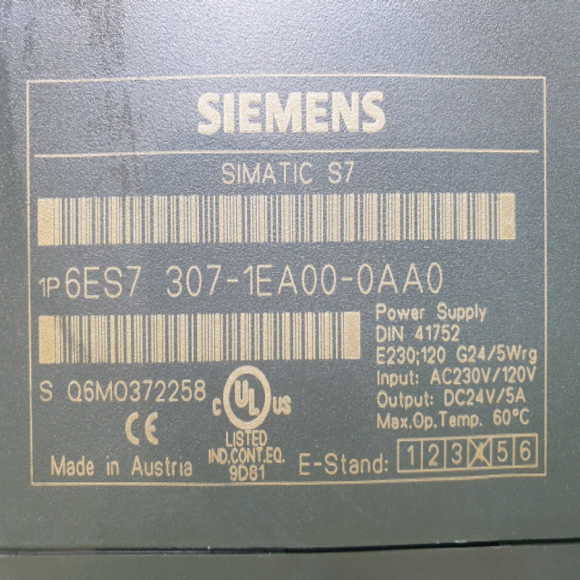 SIEMENS
SIMATIC S7
1P 6ES7 307-1EA00-0AA0
Power Supply
DIN 41752
E230;120 G24/5Wrg
Input: AC230V/120V
Output: DC24V/5A
Max.Op.Temp. 60°C
S Q6M0372258
C UL US
LISTED
IND.CONT.EQ.
9D61
CE
Made in Austria
E-Stand: 1 2 3 X 5 6